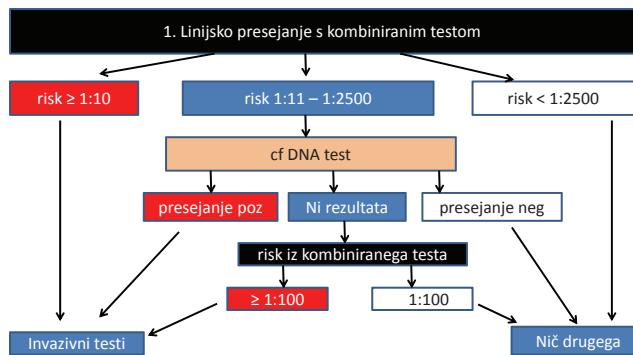 1. Linijsko presejanje s kombiniranim testom
risk ≥ 1:10
risk 1:11 – 1:2500
risk < 1:2500
cf DNA test
presejanje poz
Ni rezultata
presejanje neg
risk iz kombiniranega testa
≥ 1:100
1:100
Invazivni testi
Nič drugega